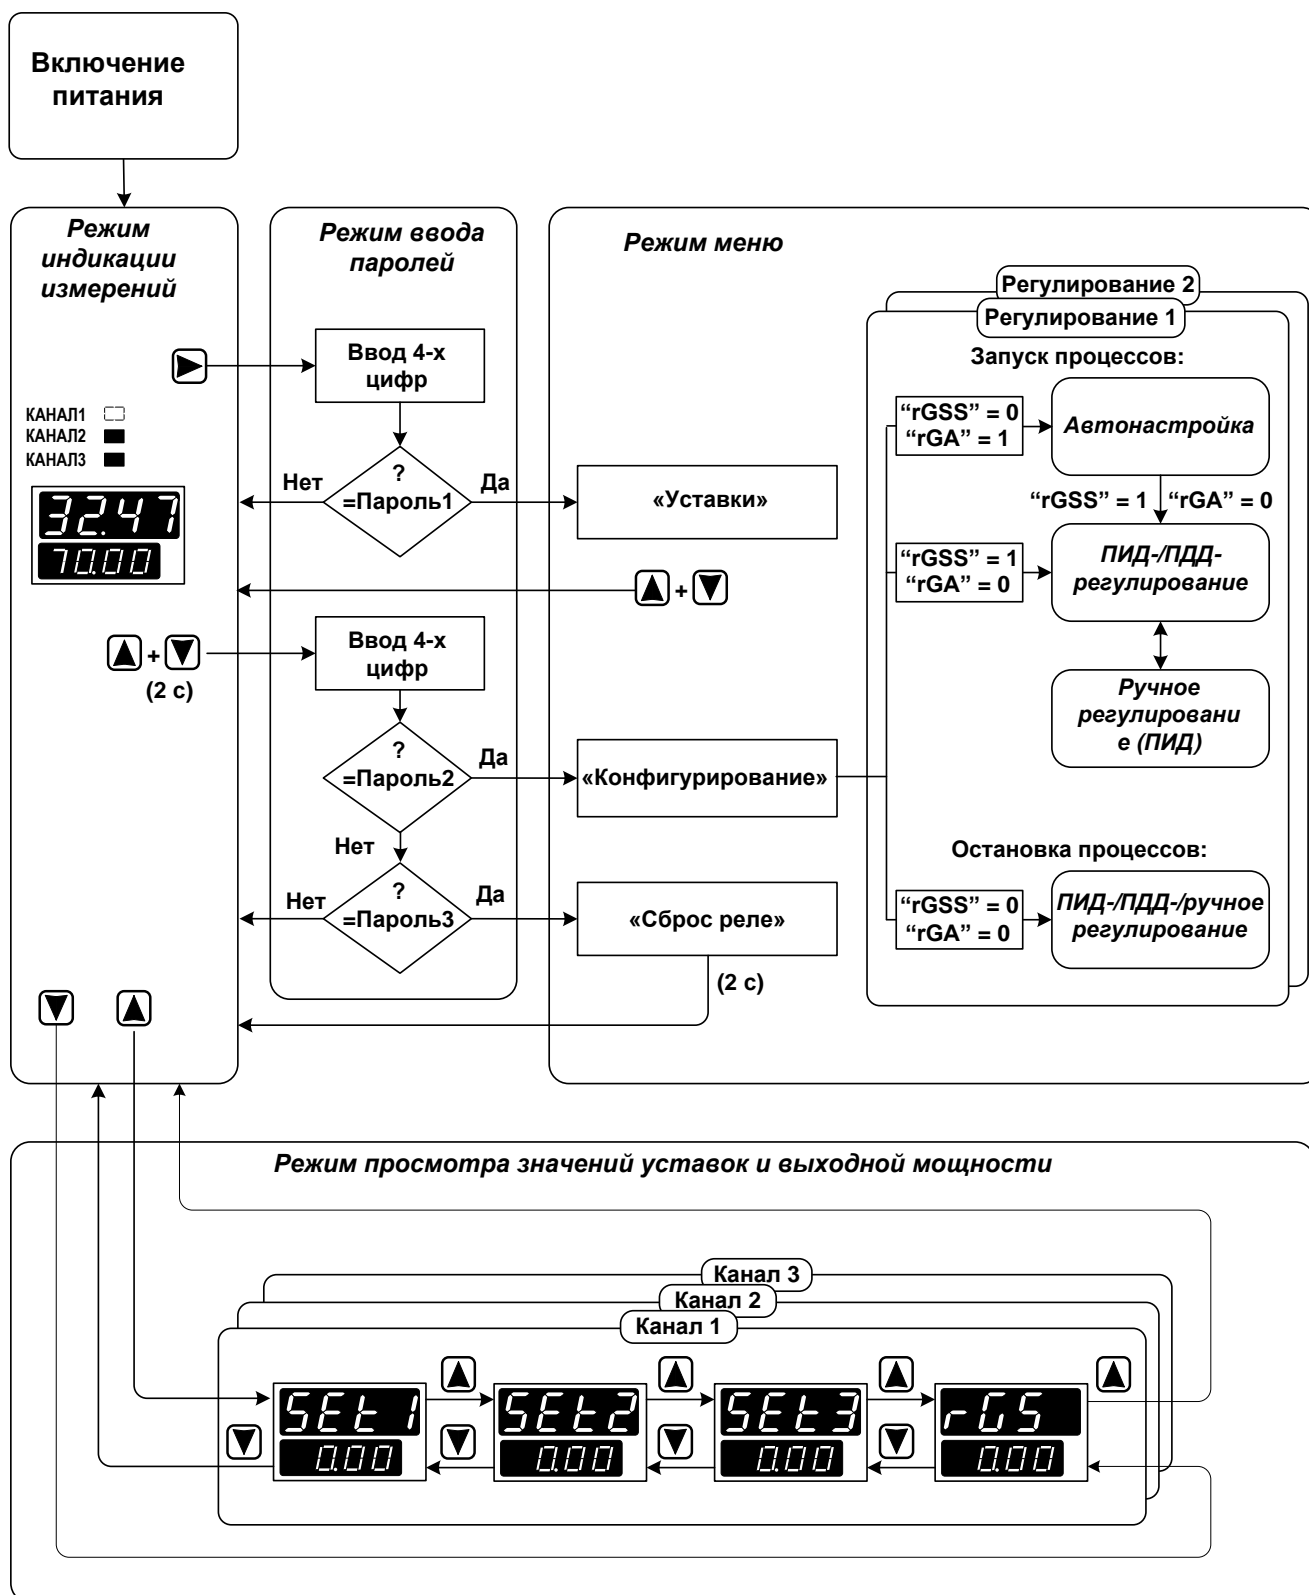 Включение
питания
Режим
индикации
измерений
КАНАЛ1
КАНАЛ2
КАНАЛ3
32.47
70.00
+
(2 с)
Режим ввода
паролей
Ввод 4-х
цифр
?
=Пароль1
Нет
Да
Ввод 4-х
цифр
?
=Пароль2
Да
Нет
?
=Пароль3
Нет
Да
Режим меню
«Уставки»
+
«Конфигурирование»
«Сброс реле»
(2 с)
Регулирование 2
Регулирование 1
Запуск процессов:
“rGSS” = 0
“rGA” = 1
Автонастройка
“rGSS” = 1 “rGA” = 0
“rGSS” = 1
“rGA” = 0
ПИД-/ПДД-
регулирование
Ручное
регулировани
е (ПИД)
Остановка процессов:
“rGSS” = 0
“rGA” = 0
ПИД-/ПДД-/ручное
регулирование
Режим просмотра значений уставок и выходной мощности
Канал 3
Канал 2
Канал 1
SEt1
0.00
SEt2
0.00
SEt3
0.00
rGS
0.00